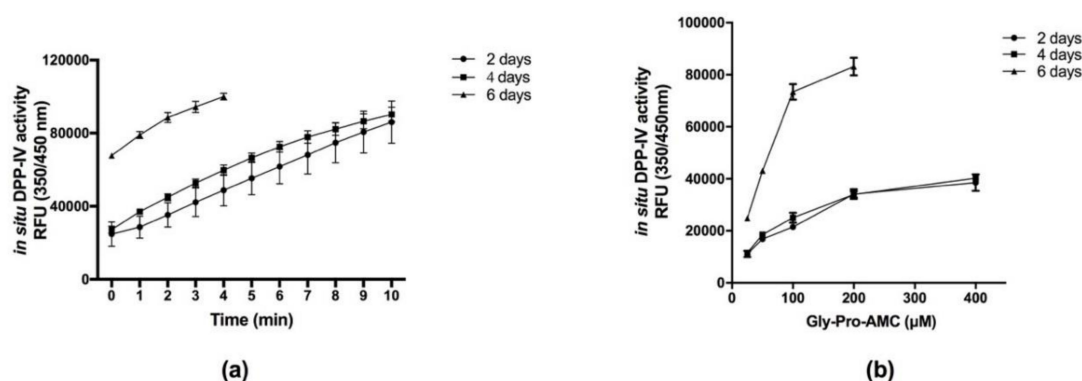 120000
80000
40000
0
in situ DPP-IV activity
RFU (350/450 nm)
0 1 2 3 4 5 6 7 8 9 10
Time (min)
2 days
4 days
6 days
(a)
100000
80000
60000
40000
20000
0
in situ DPP-IV activity
RFU (350/450nm)
0 100 200 300 400
Gly-Pro-AMC (µM)
2 days
4 days
6 days
(b)